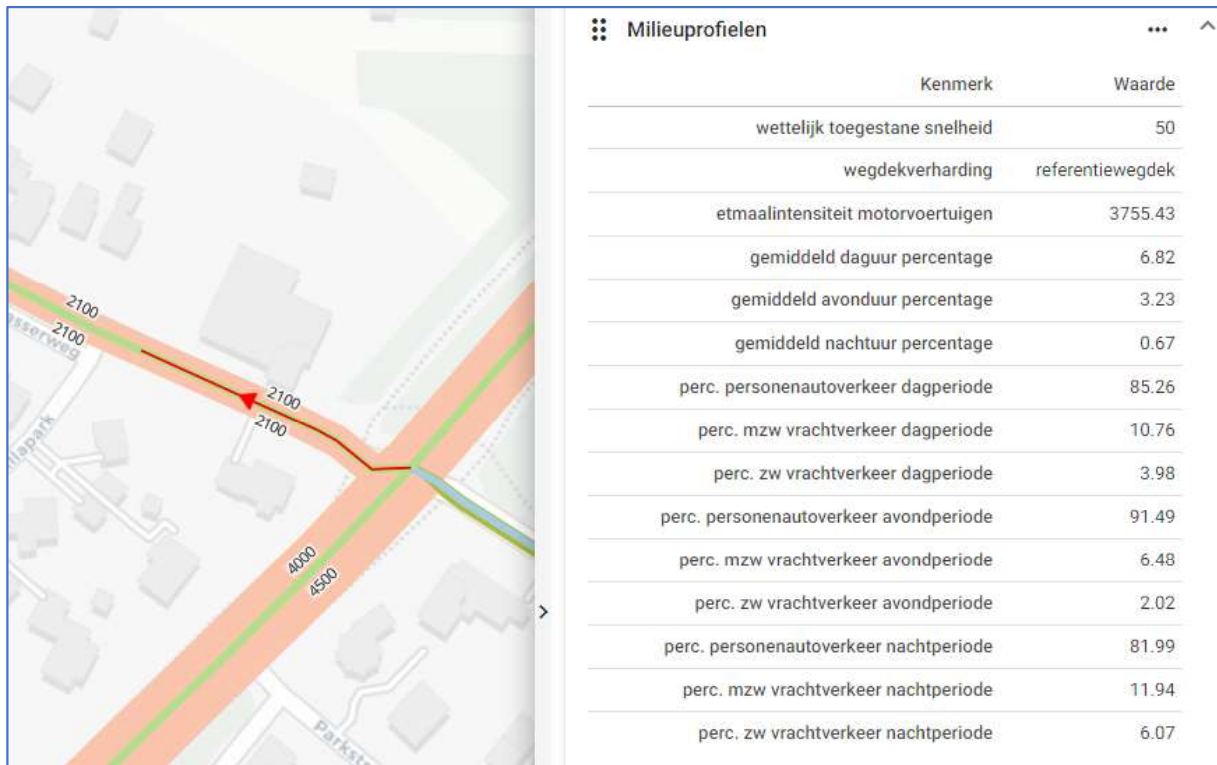 Milieuprofielen
Kenmerk Waarde
wettelijk toegestane snelheid 50
wegdekverharding referentiewegdek
etmaalintensiteit motorvoertuigen 3755.43
gemiddeld daguur percentage 6.82
gemiddeld avonduur percentage 3.23
gemiddeld nachtuur percentage 0.67
perc. personenautoverkeer dagperiode 85.26
perc. mzw vrachtverkeer dagperiode 10.76
perc. zw vrachtverkeer dagperiode 3.98
perc. personenautoverkeer avondperiode 91.49
perc. mzw vrachtverkeer avondperiode 6.48
perc. zw vrachtverkeer avondperiode 2.02
perc. personenautoverkeer nachtperiode 81.99
perc. mzw vrachtverkeer nachtperiode 11.94
perc. zw vrachtverkeer nachtperiode 6.07
2100
2100
asserweg
2100
2100
4000
4500